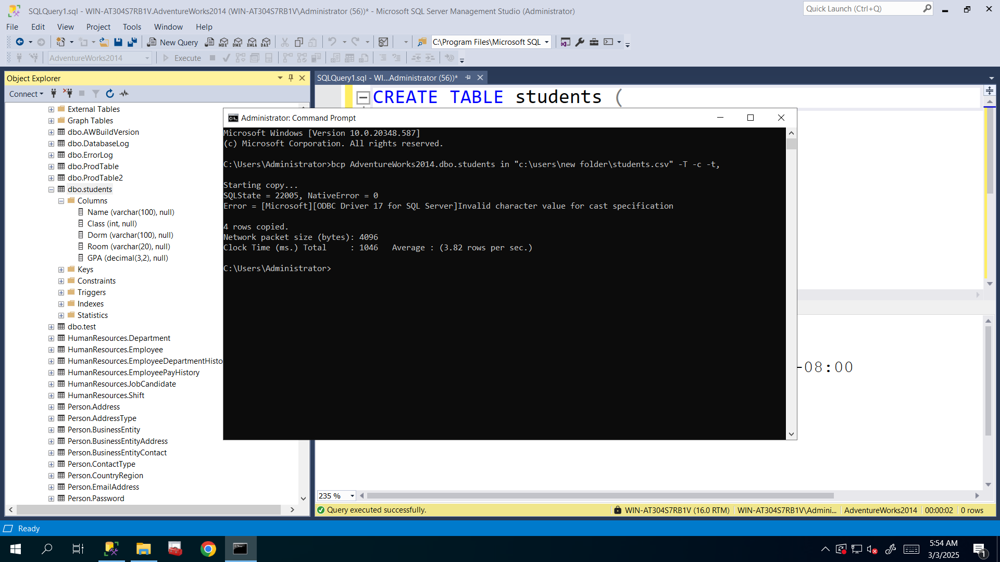 SQLQuery1.sql - WIN-AT304S7RB1V.AdventureWorks2014 (WIN-AT304S7RB1V\Administrator (56))* - Microsoft SQL Server Management Studio (Administrator)
Quick Launch (Ctrl+Q)
File Edit View Project Tools Window Help
New Query
MDX DMX XMLA DAX
C:\Program Files\Microsoft SQL
AdventureWorks2014
Execute
Object Explorer
Connect
External Tables
Graph Tables
dbo.AWBuildVersion
dbo.DatabaseLog
dbo.ErrorLog
dbo.ProdTable
dbo.ProdTable2
dbo.students
Columns
Name (varchar(100), null)
Class (int, null)
Dorm (varchar(100), null)
Room (varchar(20), null)
GPA (decimal(3,2), null)
Keys
Constraints
Triggers
Indexes
Statistics
dbo.test
HumanResources.Department
HumanResources.Employee
HumanResources.EmployeeDepartmentHisto
HumanResources.EmployeePayHistory
HumanResources.JobCandidate
HumanResources.Shift
Person.Address
Person.AddressType
Person.BusinessEntity
Person.BusinessEntityAddress
Person.BusinessEntityContact
Person.ContactType
Person.CountryRegion
Person.EmailAddress
Person.Password
SQLQuery1.sql - WI...Administrator (56))*
CREATE TABLE students (
Administrator: Command Prompt
Microsoft Windows [Version 10.0.20348.587]
(c) Microsoft Corporation. All rights reserved.
C:\Users\Administrator>bcp AdventureWorks2014.dbo.students in "c:\users\new folder\students.csv" -T -c -t,
Starting copy...
SQLState = 22005, NativeError = 0
Error = [Microsoft][ODBC Driver 17 for SQL Server]Invalid character value for cast specification
4 rows copied.
Network packet size (bytes): 4096
Clock Time (ms.) Total     : 1046   Average : (3.82 rows per sec.)
C:\Users\Administrator>
-08:00
235 %
Query executed successfully.
WIN-AT304S7RB1V (16.0 RTM)
WIN-AT304S7RB1V\Admini...
AdventureWorks2014
00:00:02
0 rows
Ready
5:54 AM
3/3/2025
1